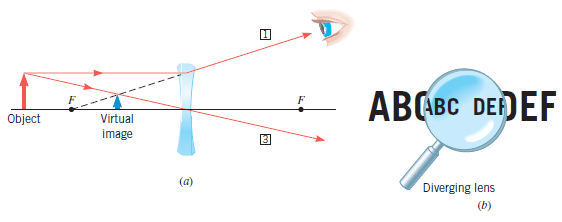 1
F
F
Object
Virtual
image
3
(a)
ABC
ABC DEF
DEF
Diverging lens
(b)